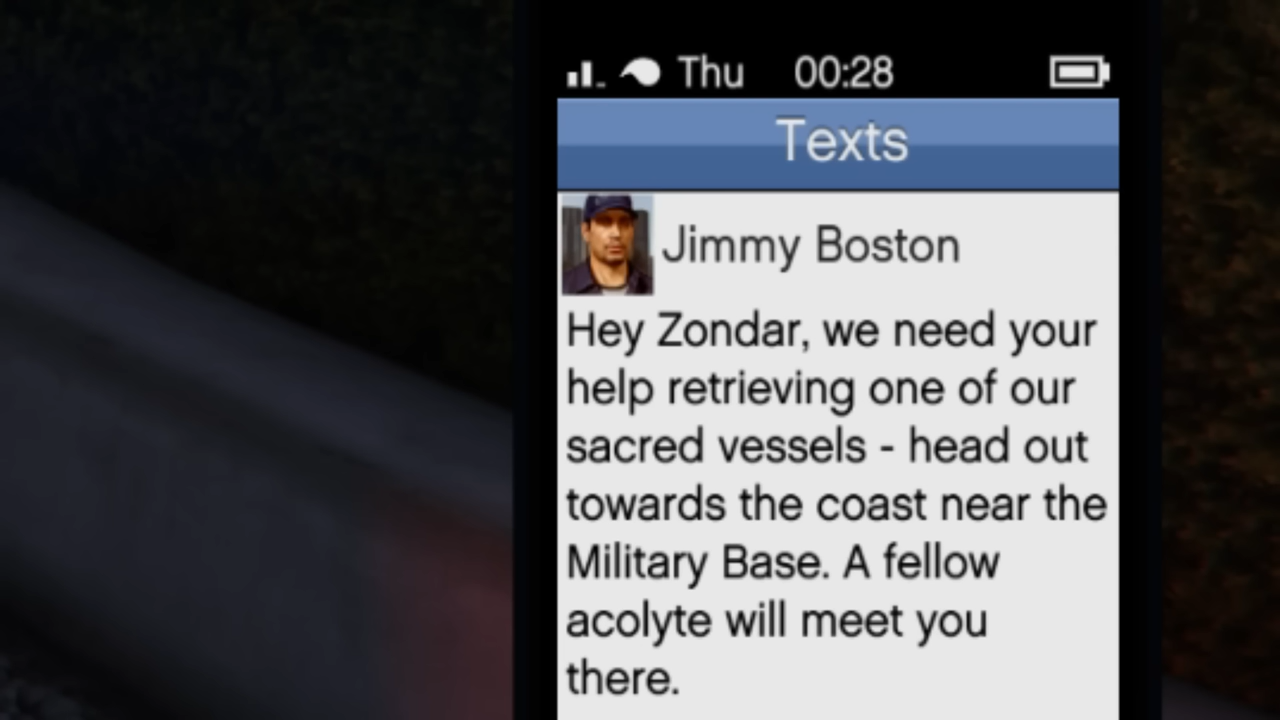 Thu 00:28
Texts
Jimmy Boston
Hey Zondar, we need your
help retrieving one of our
sacred vessels - head out
towards the coast near the
Military Base. A fellow
acolyte will meet you
there.